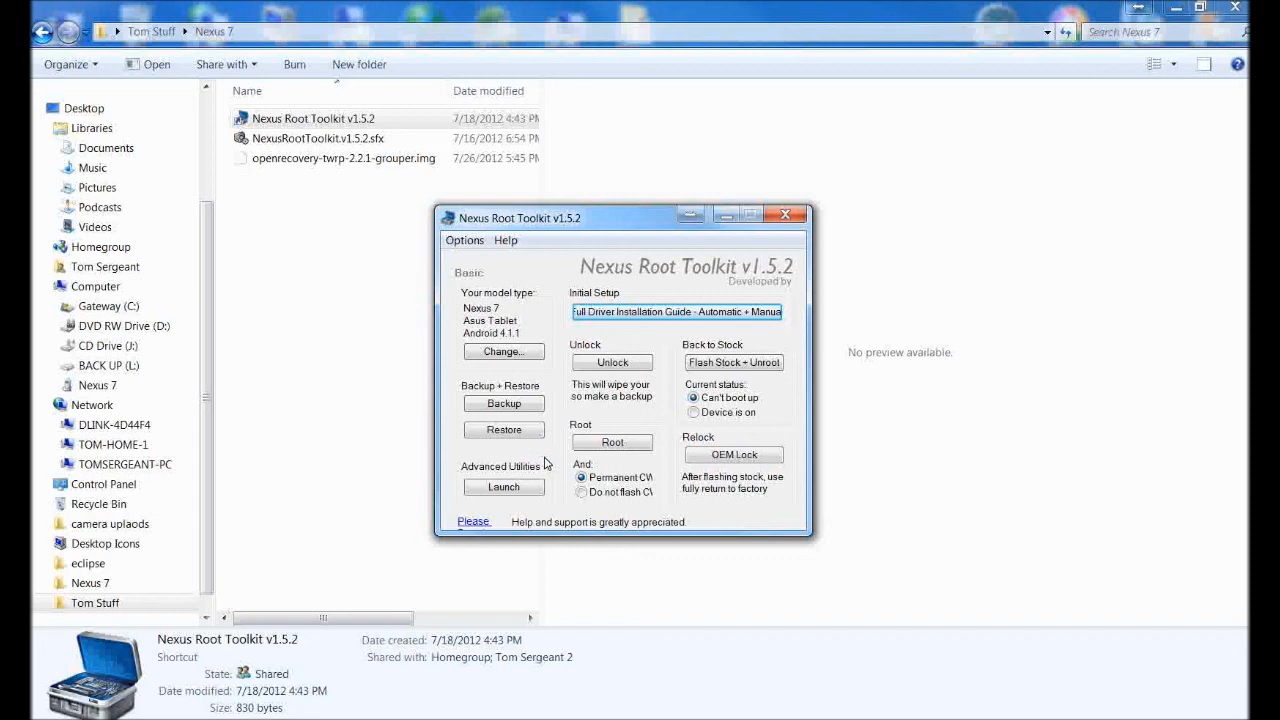 Tom Stuff Nexus 7 Search Nexus 7
Organize Open Share with Burn New folder
Name Date modified
Nexus Root Toolkit v1.5.2 7/18/2012 4:43 PM
NexusRootToolkit.v1.5.2.sfx 7/16/2012 6:54 PM
openrecovery-twrp-2.2.1-grouper.img 7/26/2012 5:45 PM
Desktop
Libraries
Documents
Music
Pictures
Podcasts
Videos
Homegroup
Tom Sergeant
Computer
Gateway (C:)
DVD RW Drive (D:)
CD Drive (J:)
BACK UP (L:)
Nexus 7
Network
DLINK-4D44F4
TOM-HOME-1
TOMSERGEANT-PC
Control Panel
Recycle Bin
camera uplaods
Desktop Icons
eclipse
Nexus 7
Tom Stuff
Nexus Root Toolkit v1.5.2
Options Help
Nexus Root Toolkit v1.5.2
Developed by
Basic:
Your model type:
Nexus 7
Asus Tablet
Android 4.1.1
Change...
Backup + Restore
Backup
Restore
Advanced Utilities
Launch
Initial Setup
Full Driver Installation Guide - Automatic + Manua
Unlock
Unlock
This will wipe your
so make a backup
Root
Root
And:
Permanent CW
Do not flash CW
Back to Stock
Flash Stock + Unroot
Current status:
Can't boot up
Device is on
Relock
OEM Lock
After flashing stock, use
fully return to factory
Please Help and support is greatly appreciated.
No preview available.
Nexus Root Toolkit v1.5.2 Date created: 7/18/2012 4:43 PM
Shortcut Shared with: Homegroup; Tom Sergeant 2
State: Shared
Date modified: 7/18/2012 4:43 PM
Size: 830 bytes